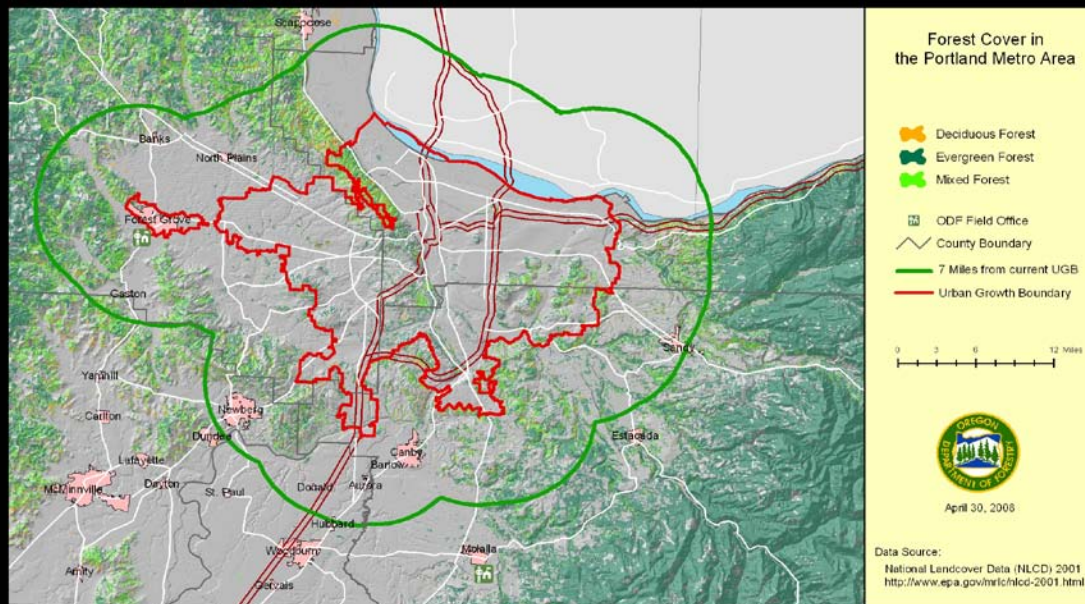 Scappoose
Banks
North Plains
Forest Grove
Gaston
Sandy
Yamhill
Carlton
Newberg
Dundee
Estacada
Canby
Barlow
Lafayette
McMinnville
Dayton
St. Paul
Donald
Aurora
Hubbard
Woodburn
Molalla
Amity
Gervais
Forest Cover in
the Portland Metro Area
Deciduous Forest
Evergreen Forest
Mixed Forest
ODF Field Office
County Boundary
7 Miles from current UGB
Urban Growth Boundary
0 3 6 12 Miles
OREGON
DEPARTMENT OF FORESTRY
April 30, 2008
Data Source:
National Landcover Data (NLCD) 2001
http://www.epa.gov/mrlc/nlcd-2001.html